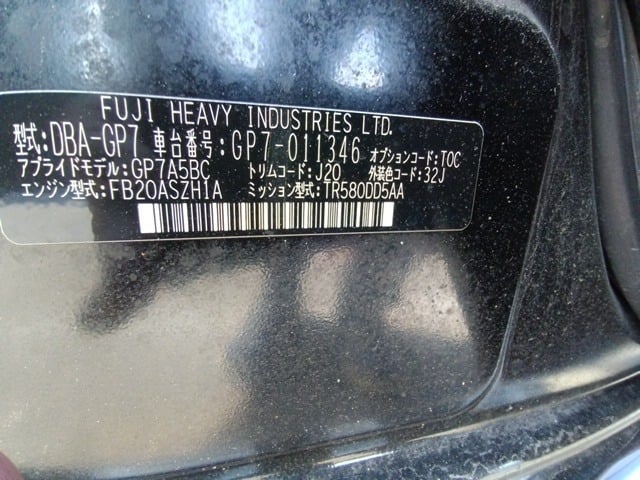 FUJI HEAVY INDUSTRIES LTD.
型式:DBA-GP7 車台番号:GP7-011346 オプションコード:TOC
アプライドモデル:GP7A5BC トリムコード:J20 外装色コード:32J
エンジン型式:FB20ASZH1A ミッション型式:TR580DD5AA